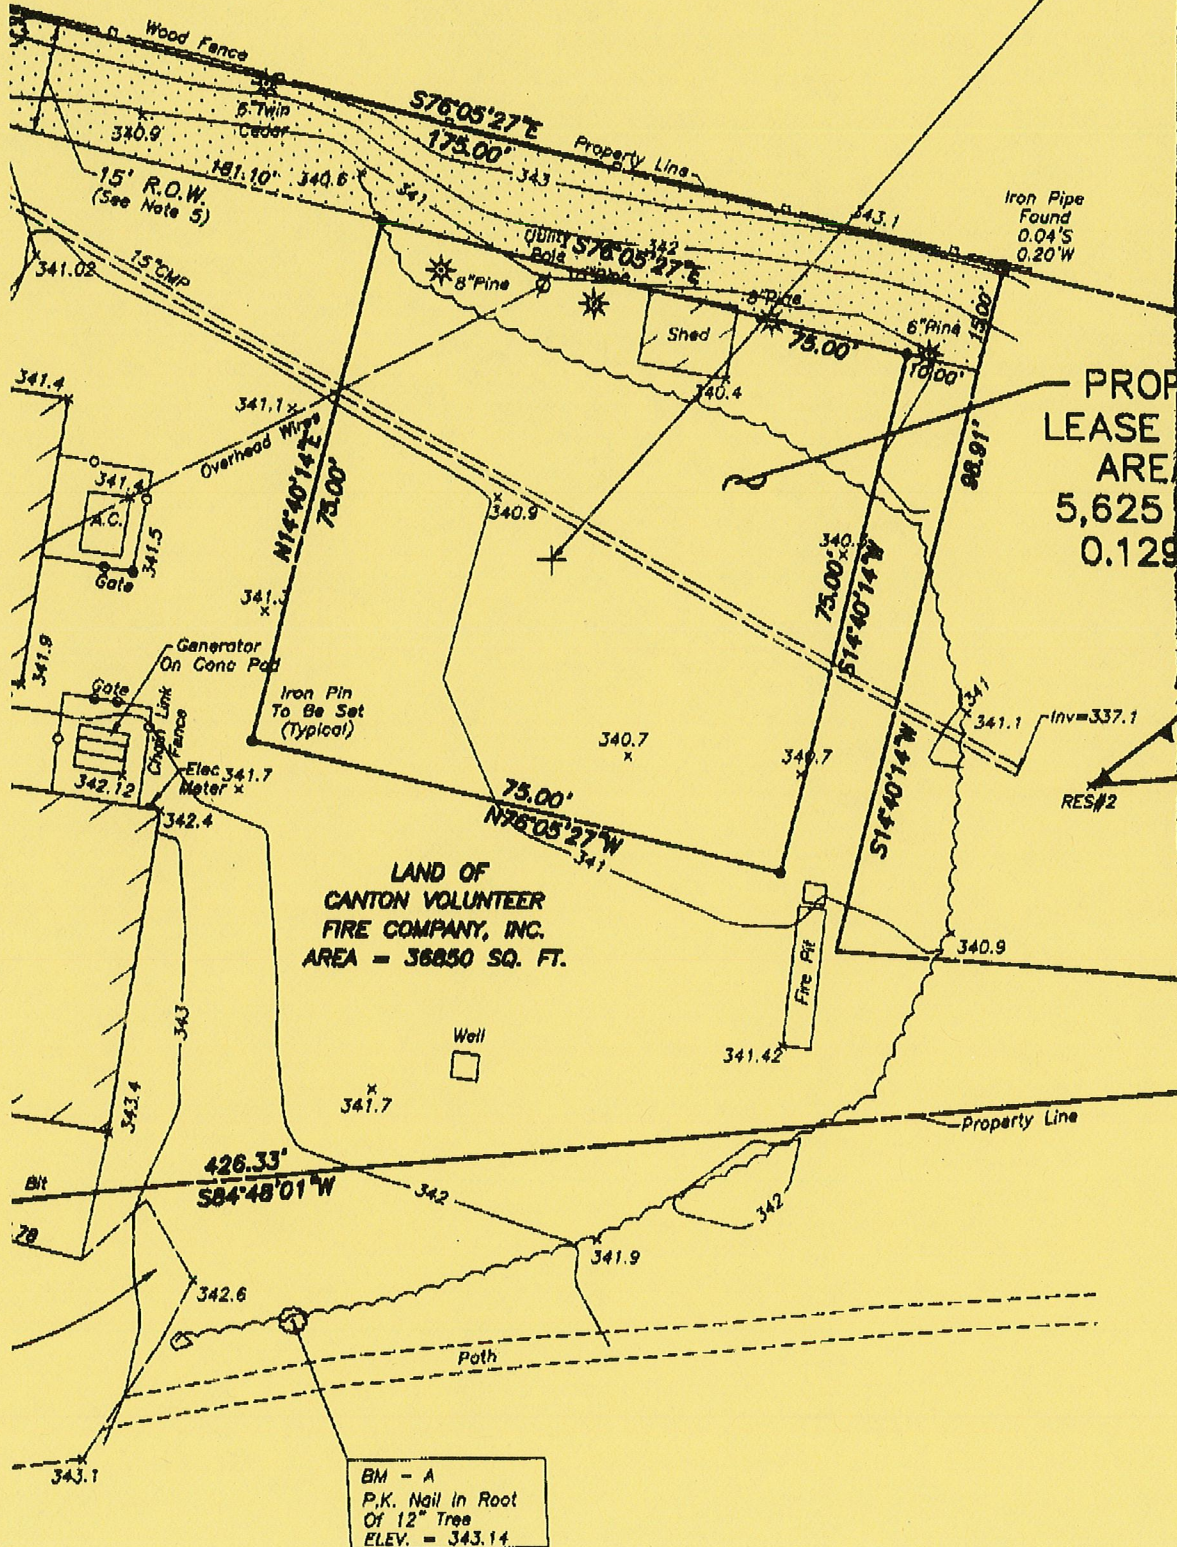 Wood Fence
S76°05'27"E
175.00'
Property Line
6"Twin
Cedar
340.9
181.10'
340.6
341
343
343.1
Iron Pipe
Found
0.04'S
0.20'W
15' R.O.W.
(See Note 5)
Utility
Pole
S76°05'27"E
342
341.02
15"CMP
8"Pine
8"Pine
6"Pine
15.00'
Shed
75.00'
10.00'
340.4
341.4
341.1
Overhead Wires
PROP
LEASE
AREA
5,625
0.129
98.91'
341.4
A.C.
341.5
Gate
N14°40'14"E
75.00'
340.9
75.00'
S14°40'14"W
341.3
341.9
Generator
On Conc Pad
Gate
Chain Link
Fence
Iron Pin
To Be Set
(Typical)
341
341.1
Inv=337.1
340.7
340.7
S14°40'14"W
RES#2
Elec
Meter
341.7
342.12
342.4
75.00'
N76°05'27"W
341
LAND OF
CANTON VOLUNTEER
FIRE COMPANY, INC.
AREA = 36850 SQ. FT.
Fire Pit
340.9
343
Well
341.42
341.7
343.4
Property Line
426.33'
S84°48'01"W
Bit
342
342
.78
341.9
342.6
Path
343.1
BM - A
P.K. Nail In Root
Of 12" Tree
ELEV. = 343.14